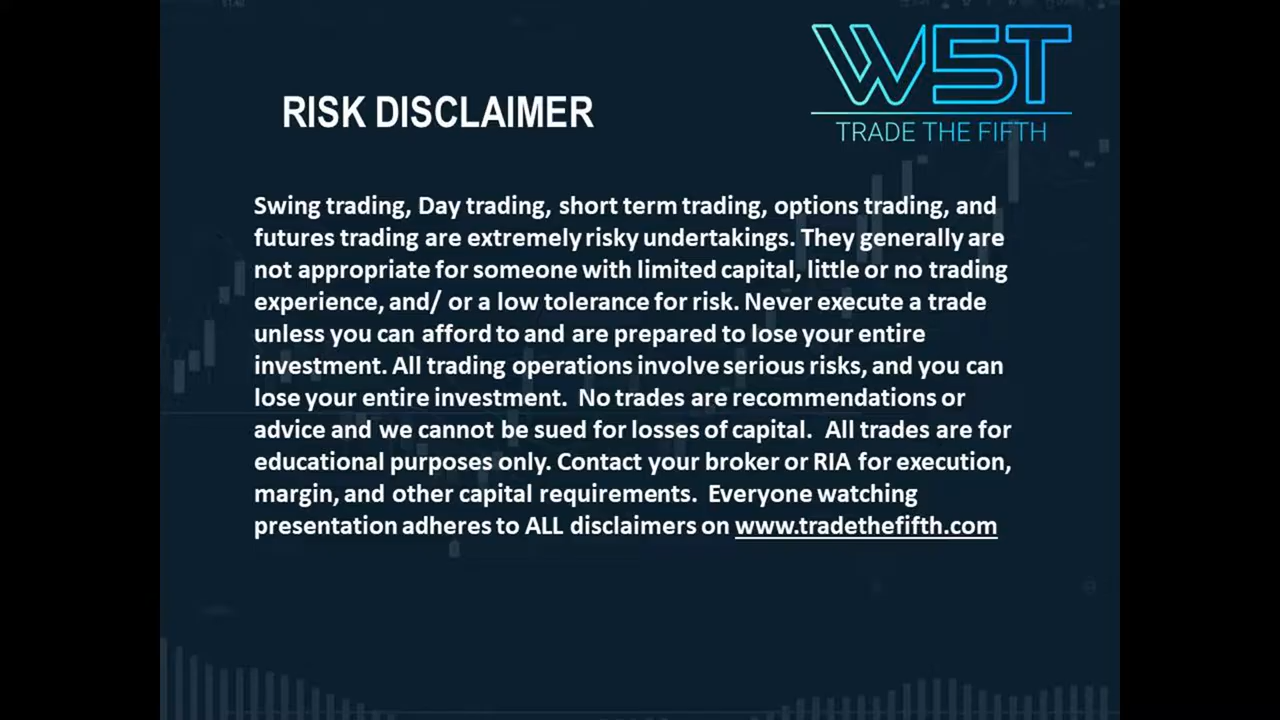 W5T
TRADE THE FIFTH
RISK DISCLAIMER
Swing trading, Day trading, short term trading, options trading, and
futures trading are extremely risky undertakings. They generally are
not appropriate for someone with limited capital, little or no trading
experience, and/ or a low tolerance for risk. Never execute a trade
unless you can afford to and are prepared to lose your entire
investment. All trading operations involve serious risks, and you can
lose your entire investment.  No trades are recommendations or
advice and we cannot be sued for losses of capital.  All trades are for
educational purposes only. Contact your broker or RIA for execution,
margin, and other capital requirements.  Everyone watching
presentation adheres to ALL disclaimers on www.tradethefifth.com